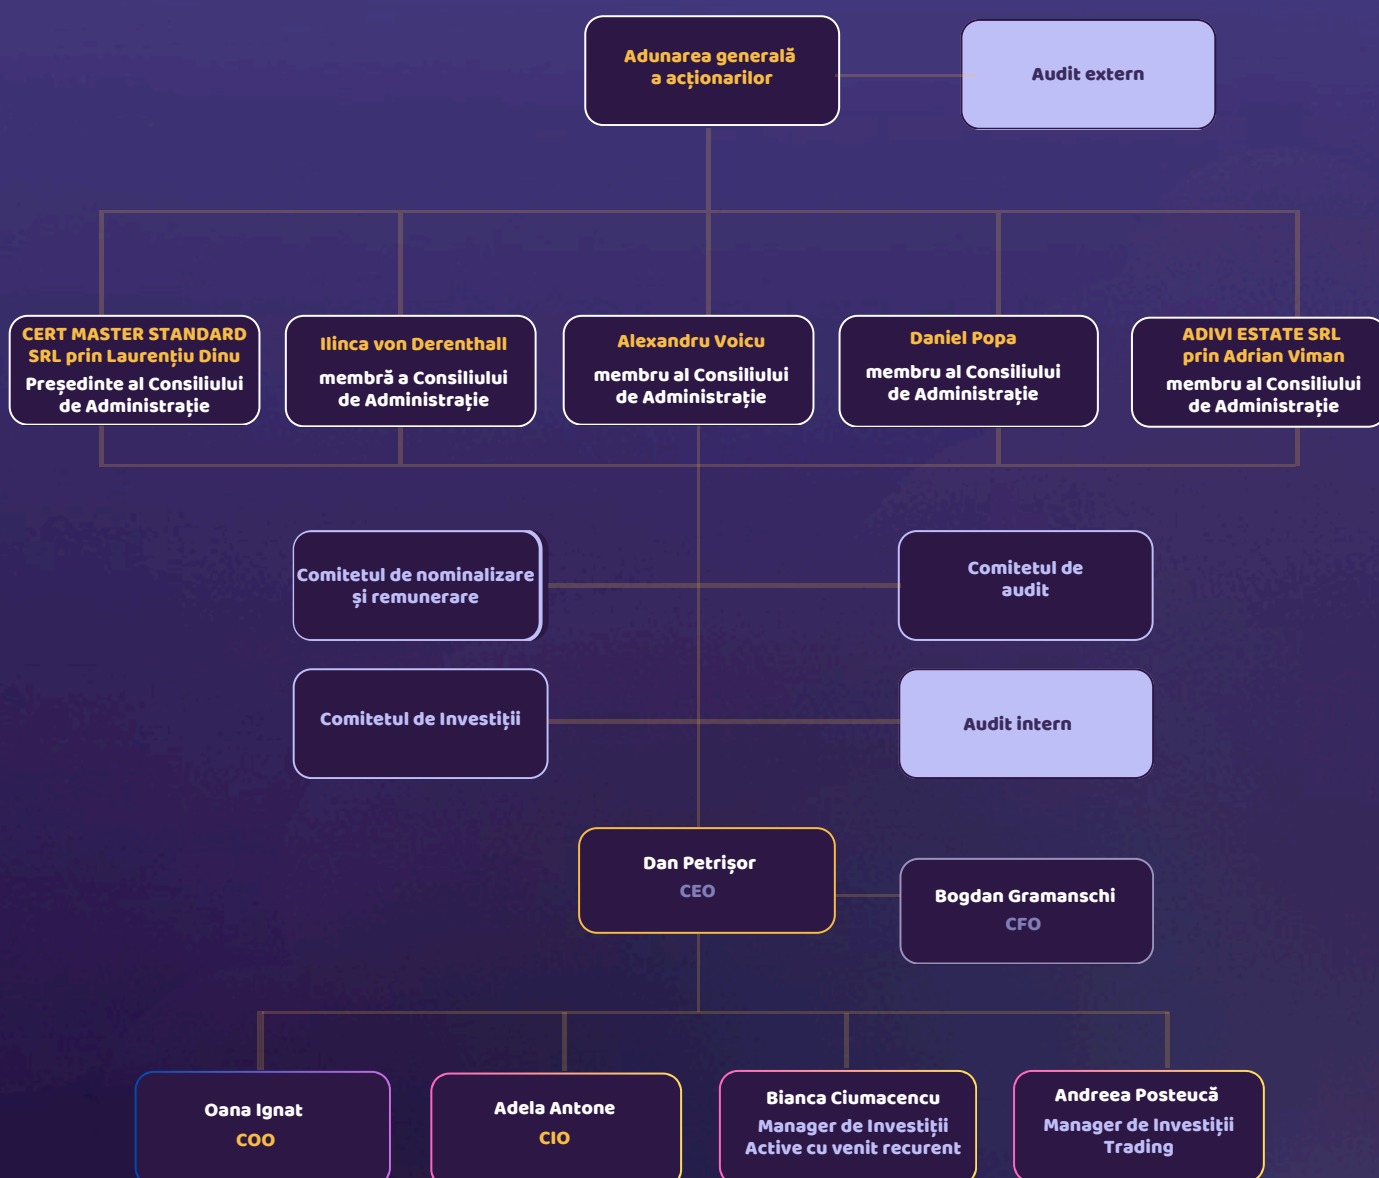 Adunarea generală
a acționarilor
Audit extern
CERT MASTER STANDARD
SRL prin Laurențiu Dinu
Președinte al Consiliului
de Administrație
Ilinca von Derenthall
membră a Consiliului
de Administrație
Alexandru Voicu
membru al Consiliului
de Administrație
Daniel Popa
membru al Consiliului
de Administrație
ADIVI ESTATE SRL
prin Adrian Viman
membru al Consiliului
de Administrație
Comitetul de nominalizare
și remunerare
Comitetul de
audit
Comitetul de Investiții
Audit intern
Dan Petrișor
CEO
Bogdan Gramanschi
CFO
Oana Ignat
COO
Adela Antone
CIO
Bianca Ciumacencu
Manager de Investiții
Active cu venit recurent
Andreea Posteucă
Manager de Investiții
Trading